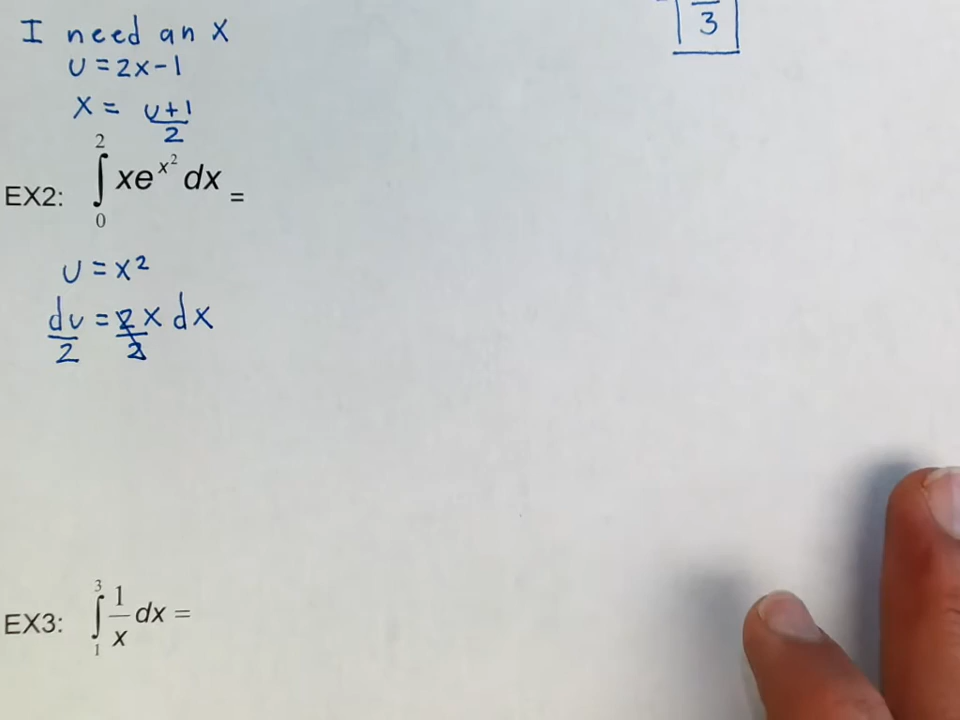 3
I need an x
u = 2x - 1
x = (u+1)/2
EX2: ∫₀² xe^(x²) dx =
u = x²
du/2 = 2x dx/2
EX3: ∫₁³ 1/x dx =